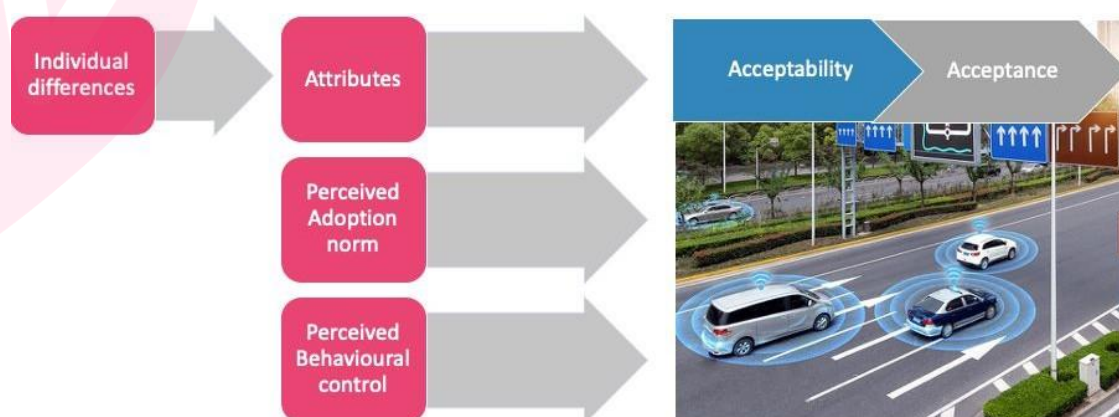 Individual
differences
Attributes
Perceived
Adoption
norm
Perceived
Behavioural
control
Acceptability
Acceptance